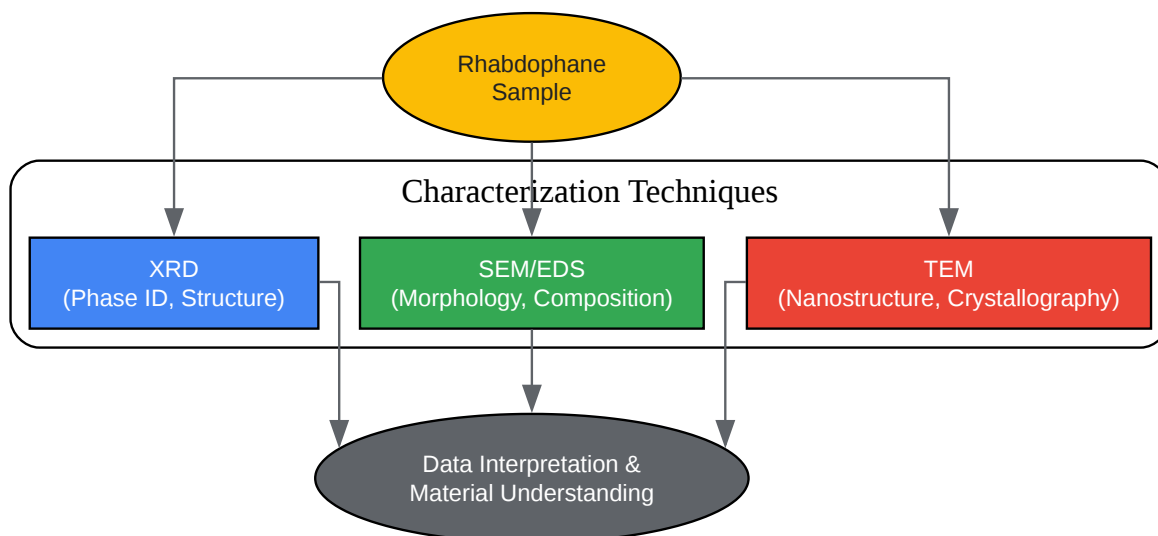 Rhabdophane
Sample
Characterization Techniques
XRD
(Phase ID, Structure)
SEM/EDS
(Morphology, Composition)
TEM
(Nanostructure, Crystallography)
Data Interpretation &
Material Understanding